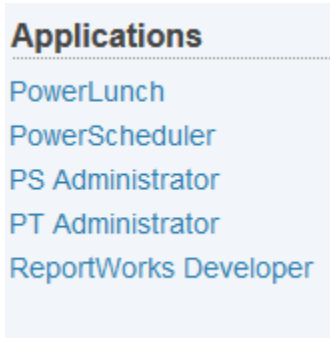 Applications
PowerLunch
PowerScheduler
PS Administrator
PT Administrator
ReportWorks Developer